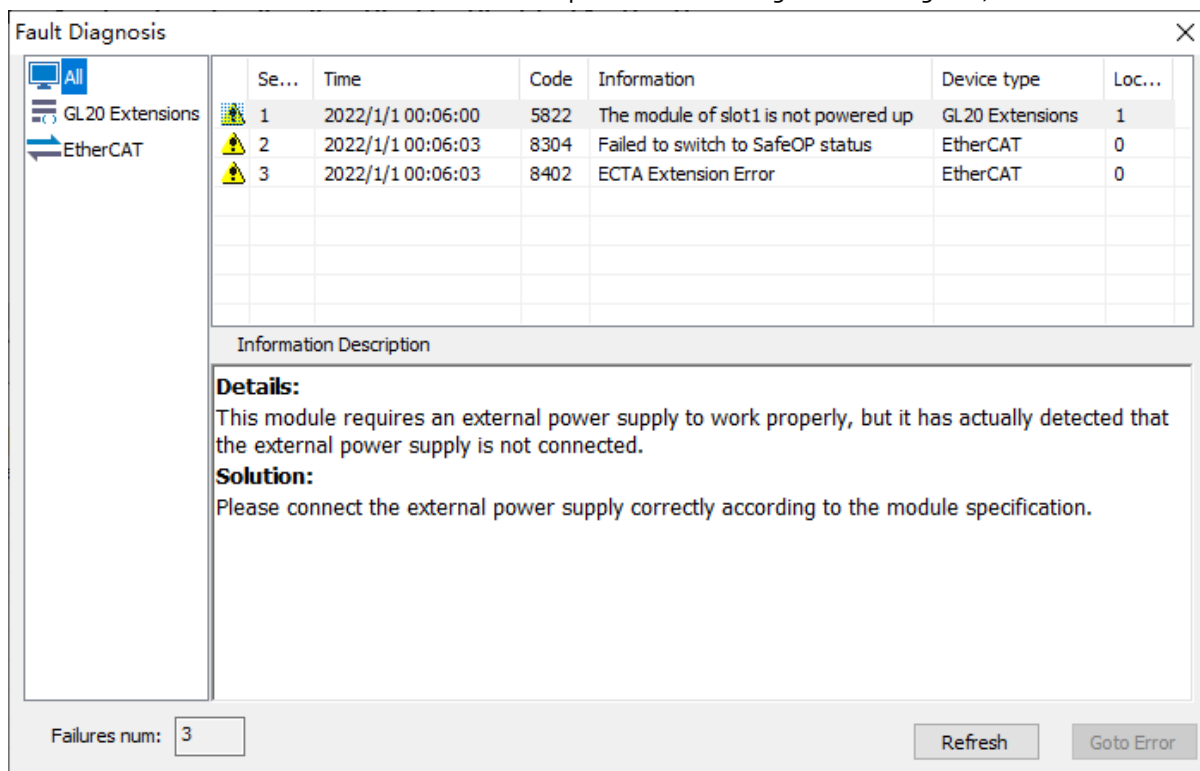 Fault Diagnosis
All
GL20 Extensions
EtherCAT
Se... Time Code Information Device type Loc...
1 2022/1/1 00:06:00 5822 The module of slot1 is not powered up GL20 Extensions 1
2 2022/1/1 00:06:03 8304 Failed to switch to SafeOP status EtherCAT 0
3 2022/1/1 00:06:03 8402 ECTA Extension Error EtherCAT 0
Information Description
Details:
This module requires an external power supply to work properly, but it has actually detected that
the external power supply is not connected.
Solution:
Please connect the external power supply correctly according to the module specification.
Failures num: 3
Refresh
Goto Error